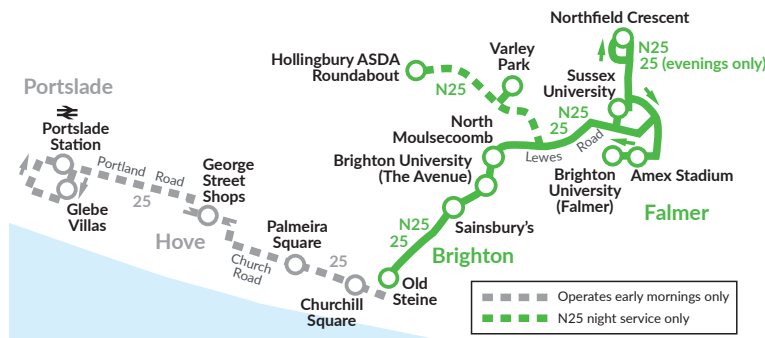 Northfield Crescent
N25
25 (evenings only)
Hollingbury ASDA
Roundabout
Varley
Park
N25
Sussex
University
N25
25
Portslade
Portslade
Station
North
Moulsecoomb
Lewes Road
Brighton University
(The Avenue)
Portland Road
25
George
Street
Shops
Brighton
University
(Falmer)
Amex Stadium
Falmer
Glebe
Villas
Hove
Palmeira
Square
N25
25
Sainsbury's
Brighton
Church
Road
25
Old
Steine
Churchill
Square
Operates early mornings only
N25 night service only